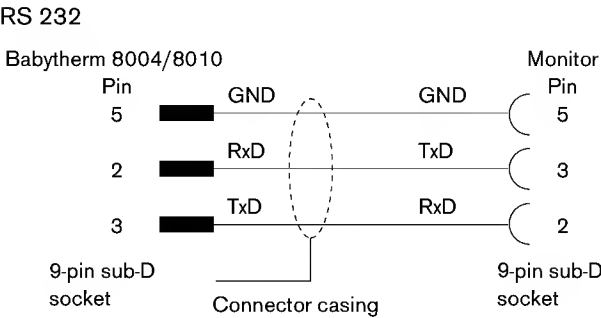 RS 232
Babytherm 8004/8010 Monitor
Pin Pin
5 GND GND 5
2 RxD TxD 3
3 TxD RxD 2
9-pin sub-D 9-pin sub-D
socket socket
Connector casing